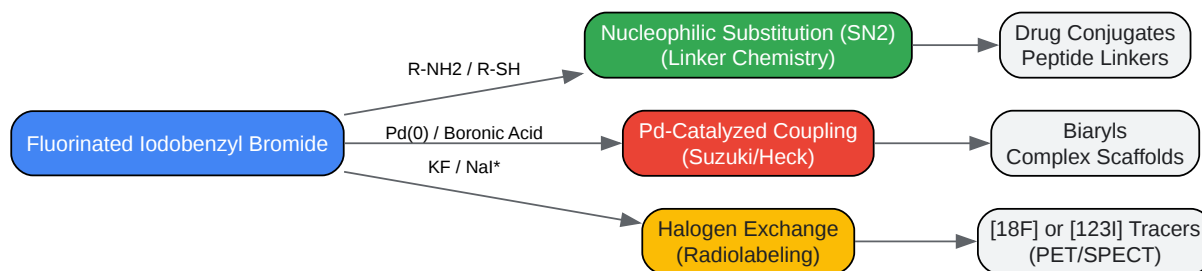 Nucleophilic Substitution (SN2)
(Linker Chemistry)
Drug Conjugates
Peptide Linkers
R-NH2 / R-SH
Fluorinated Iodobenzyl Bromide
Pd(0) / Boronic Acid
Pd-Catalyzed Coupling
(Suzuki/Heck)
Biaryls
Complex Scaffolds
KF / NaI*
Halogen Exchange
(Radiolabeling)
[18F] or [123I] Tracers
(PET/SPECT)